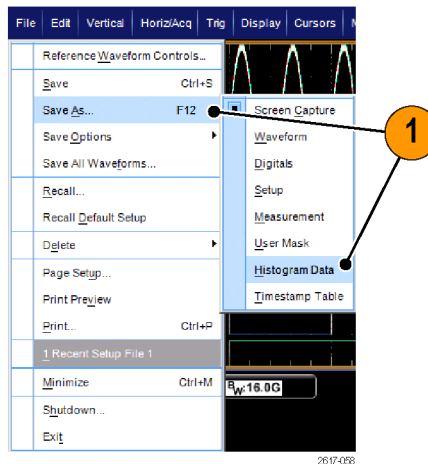 File Edit Vertical Horiz/Acq Trig Display Cursors
Reference Waveform Controls...
Save Ctrl+S
Save As... F12
Save Options
Save All Waveforms...
Recall...
Recall Default Setup
Delete
Page Setup...
Print Preview
Print... Ctrl+P
1 Recent Setup File 1
Minimize Ctrl+M
Shutdown...
Exit
Screen Capture
Waveform
Digitals
Setup
Measurement
User Mask
Histogram Data
Timestamp Table
1
BW:16.0G
2617-058